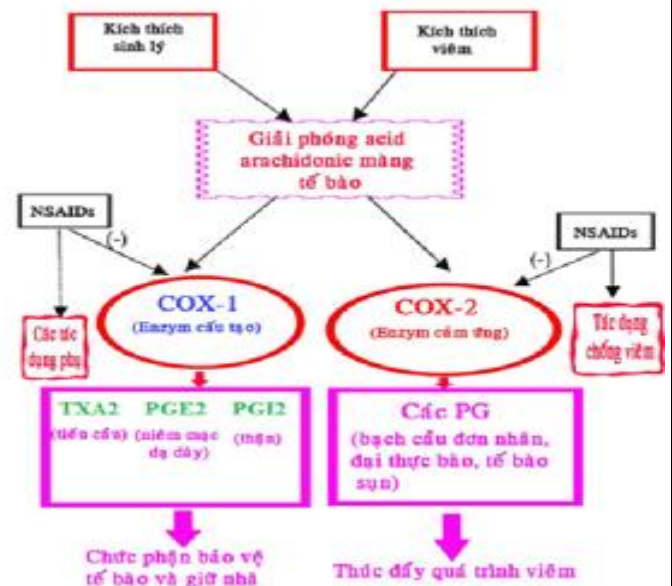 Kích thích
sinh lý
Kích thích
viêm
Giải phóng acid
arachidonic màng
tế bào
NSAIDs
(-)
NSAIDs
(-)
COX-1
(Enzym cấu tạo)
COX-2
(Enzym cảm ứng)
Các tác
dụng phụ
Tác dụng
chống viêm
TXA2 PGE2 PGI2
(tiểu cầu) (niêm mạc dạ dày) (thận)
Các PG
(bạch cầu đơn nhân,
đại thực bào, tế bào
sụn)
Chức phận bảo vệ
tế bào và giữ nhà
Thúc đẩy quá trình viêm